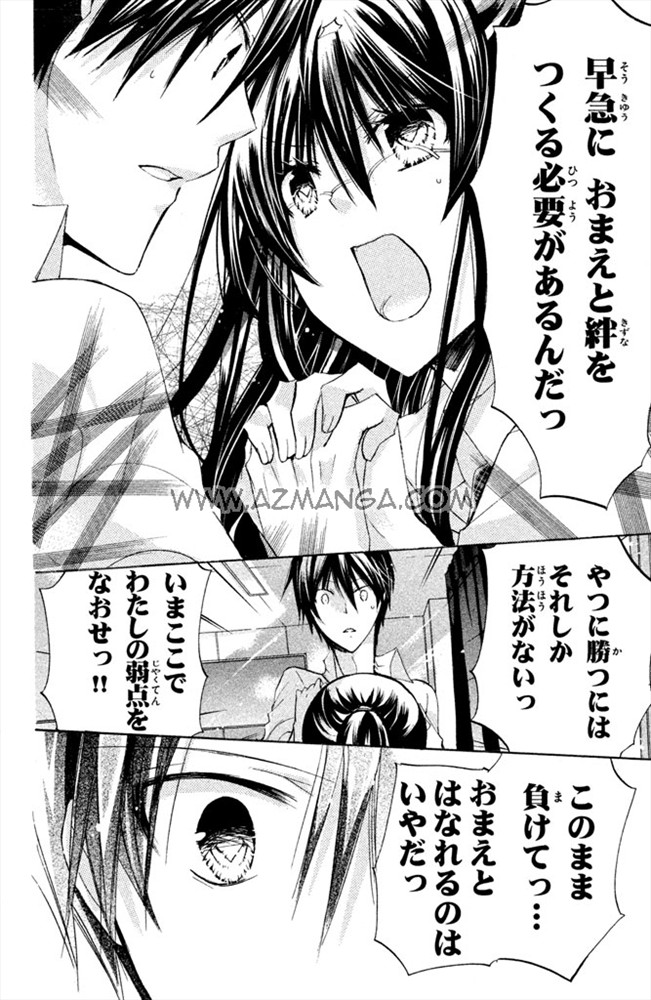 早急に おまえと絆を
つくる必要があるんだっ
やつに勝つには
それしか
方法がないっ
いまここで
わたしの弱点を
なおせっ!!
このまま
負けてっ…
おまえと
はなれるのは
いやだっ
WWW.AZMANGA.COM